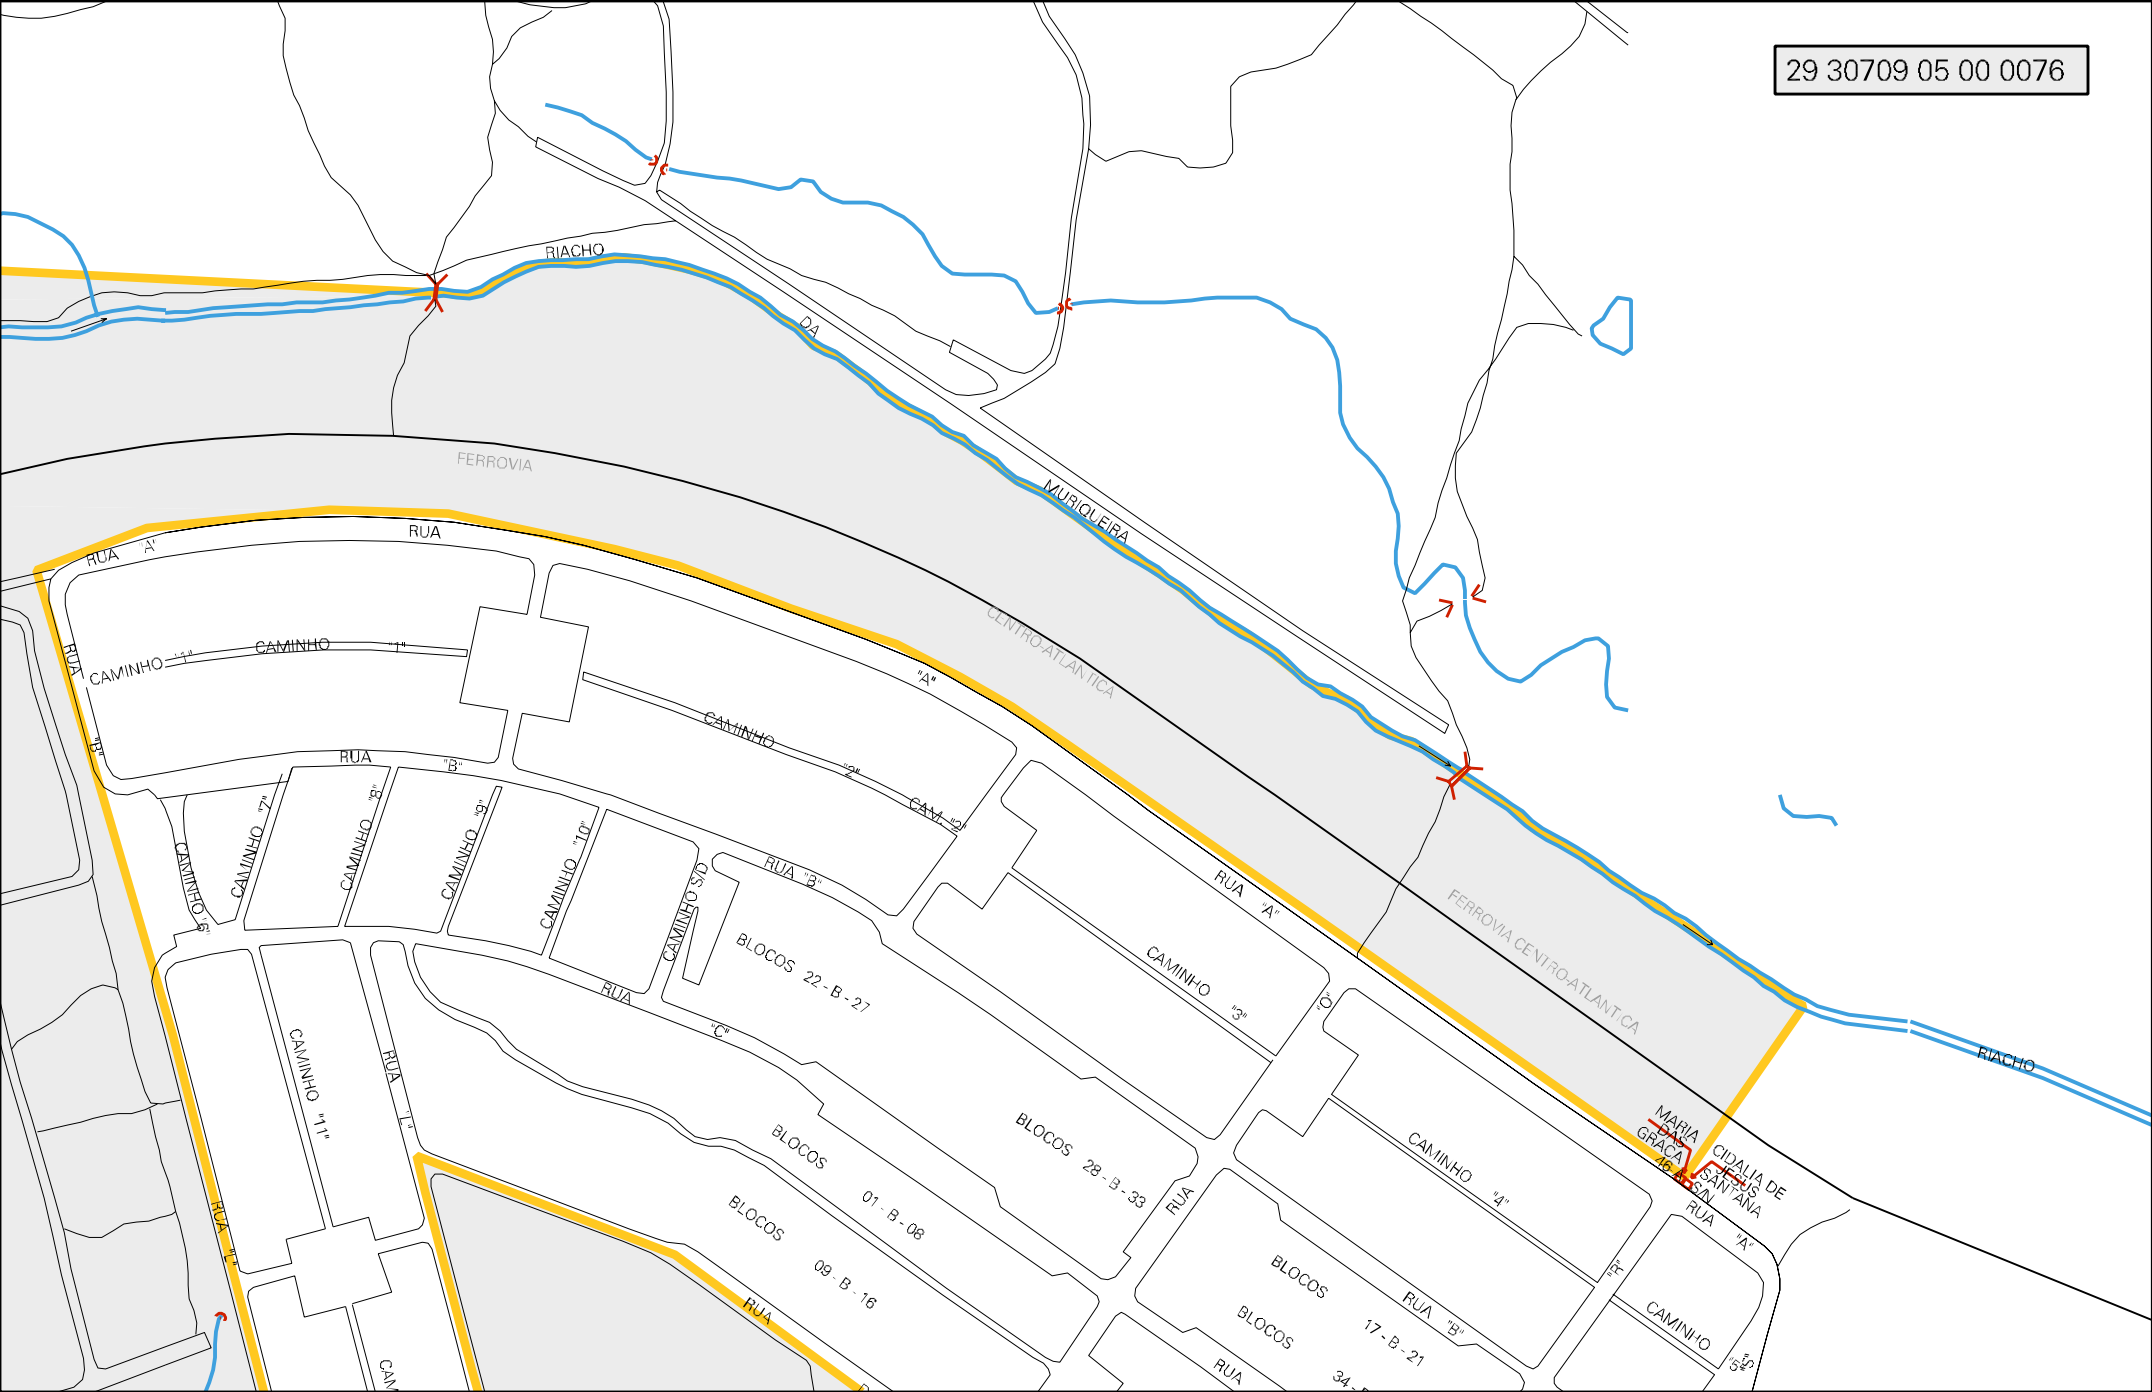 29 30709 05 00 0076
RIACHO
DA
MURIQUEIRA
FERROVIA
RUA "A"
RUA
CENTRO-ATLANTICA
RUA
"B"
CAMINHO "1"
CAMINHO "1"
"A"
CAMINHO
"2"
CAM. "2"
RUA
"B"
CAMINHO "7"
CAMINHO "8"
CAMINHO "9"
CAMINHO "10"
CAMINHO "6"
CAMINHO S/D
RUA "B"
RUA "A"
FERROVIA CENTRO-ATLANTICA
BLOCOS 22 - B - 27
CAMINHO "3"
"Q"
RUA
"C"
CAMINHO "11"
RUA
"L"
RIACHO
BLOCOS 28 - B - 33
BLOCOS
01 - B - 08
BLOCOS
09 - B - 16
RUA
CAMINHO "4"
MARIA
DAS
GRACA
46 A
CIDALIA DE
JESUS
SANTANA
S/N
RUA
"A"
RUA
"L"
RUA
"R"
BLOCOS
17 - B - 21
BLOCOS
RUA "B"
CAMINHO
"5"
"S"
RUA
CAM